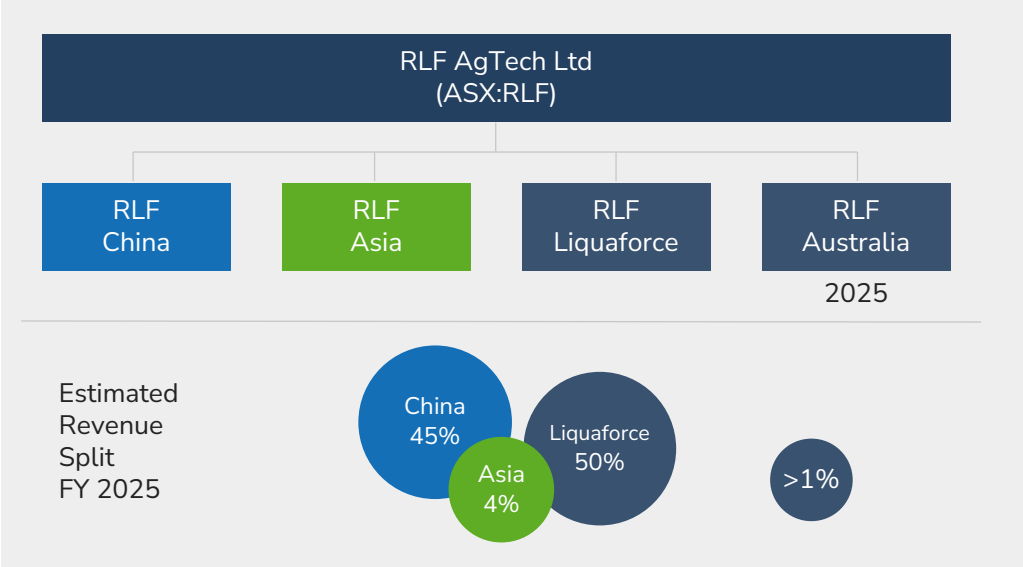 RLF AgTech Ltd
(ASX:RLF)
RLF
China
RLF
Asia
RLF
Liquaforce
RLF
Australia
2025
Estimated
Revenue
Split
FY 2025
China
45%
Asia
4%
Liquaforce
50%
>1%